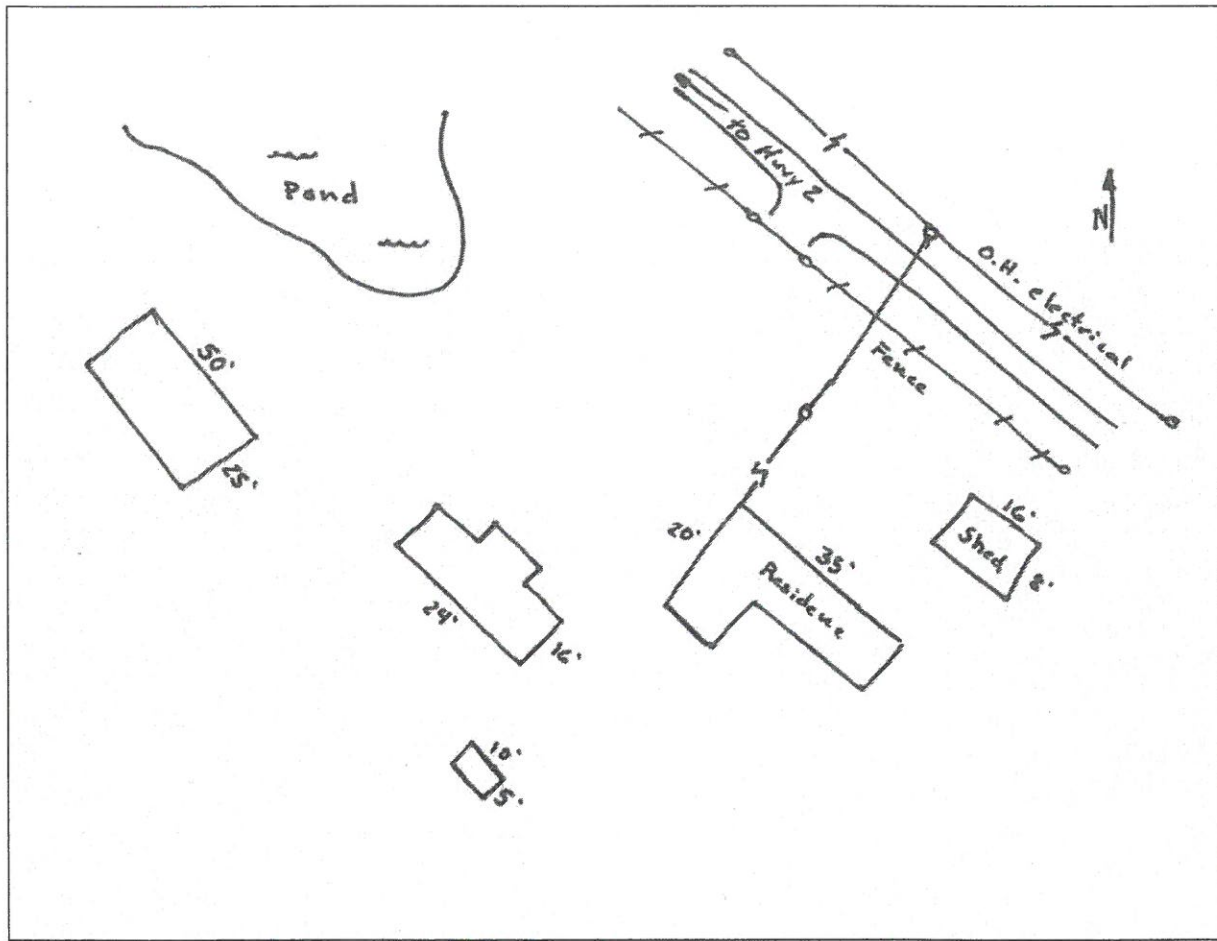 to Hwy 2
Pond
N
O.H. electrical
50'
Fence
25'
20'
16'
Shed
35'
8'
Residence
24'
16'
10'
5'